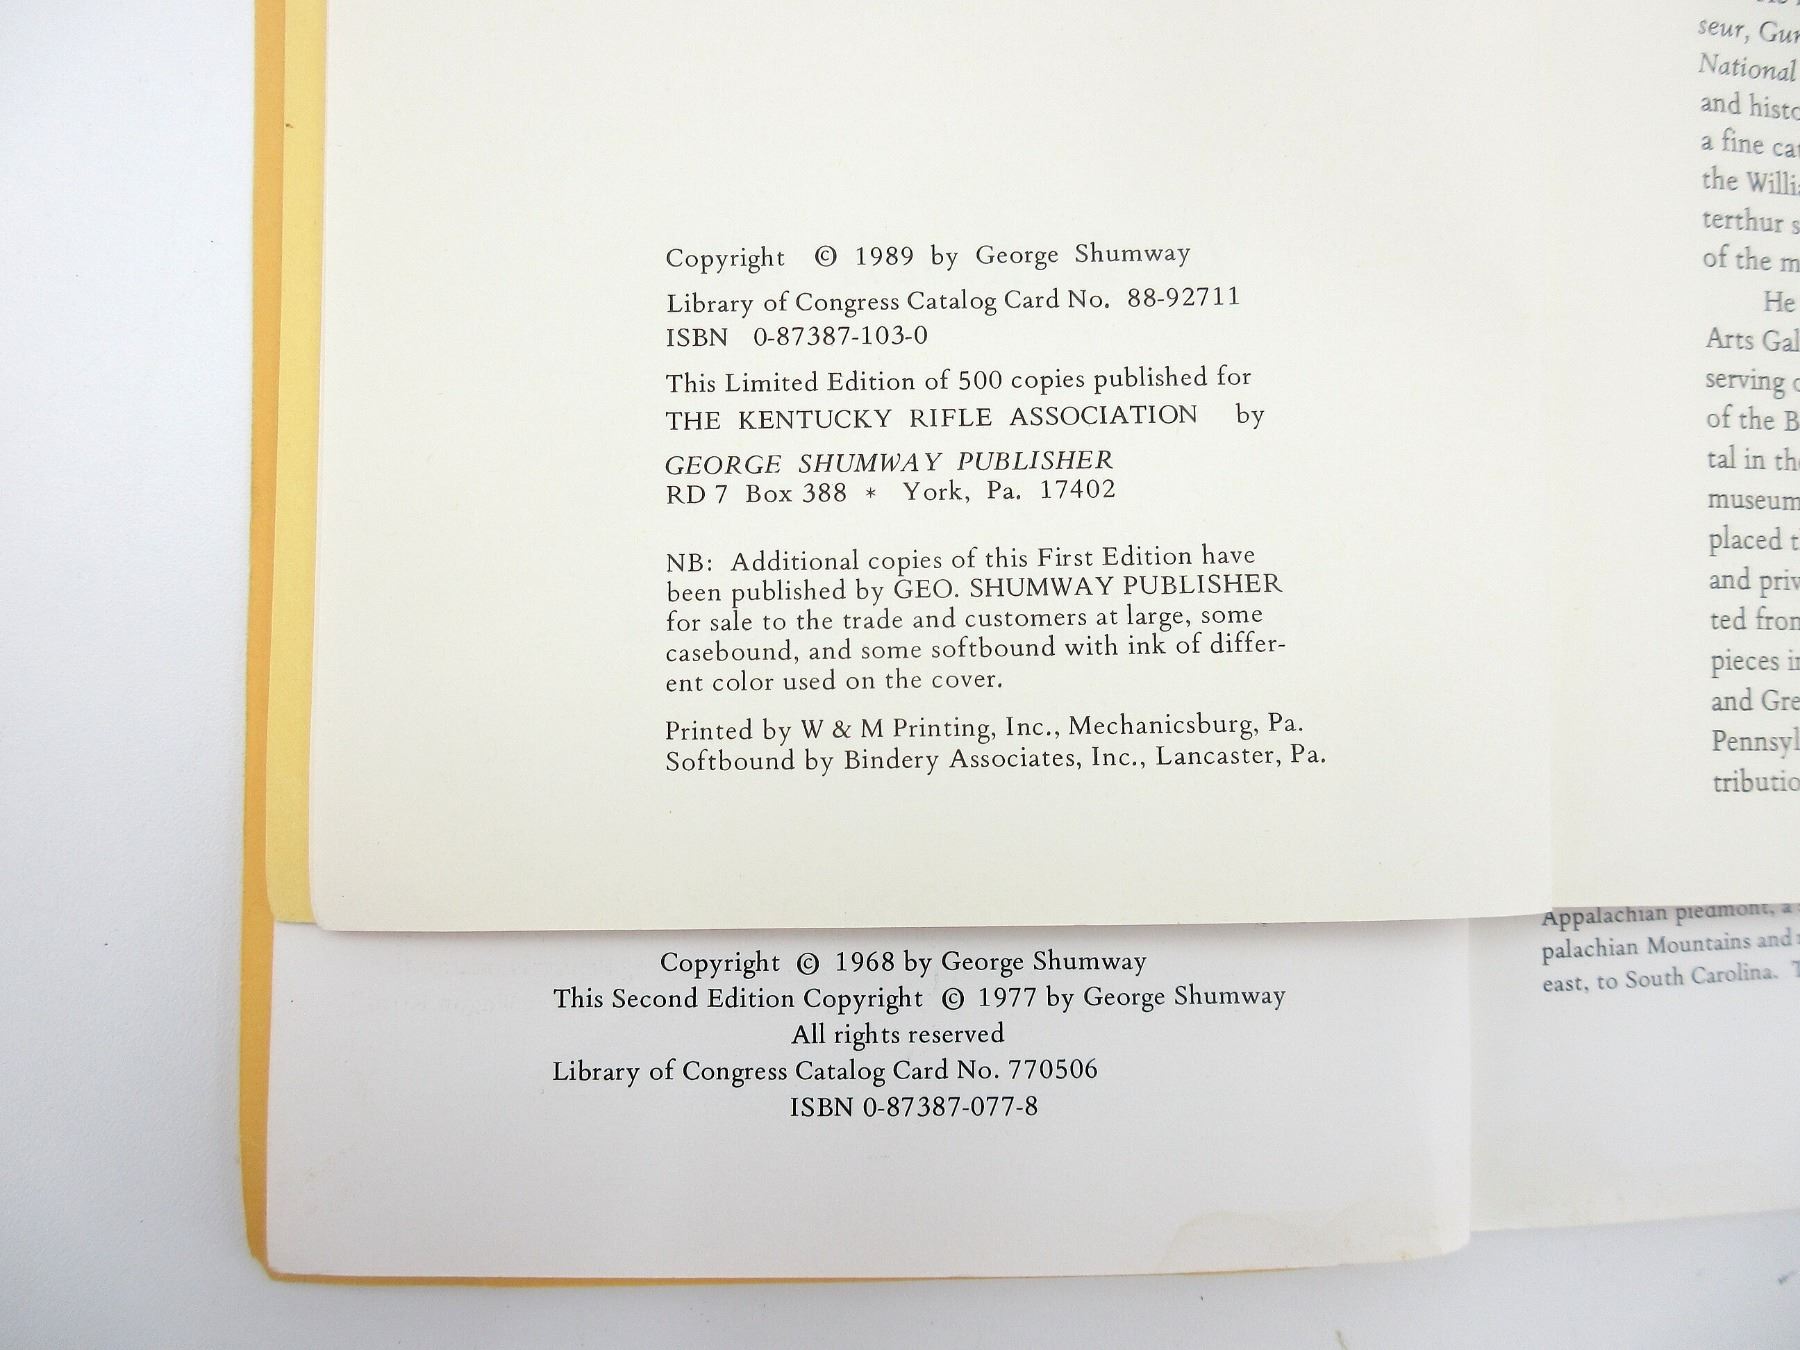 Copyright © 1989 by George Shumway
Library of Congress Catalog Card No. 88-92711
ISBN 0-87387-103-0
This Limited Edition of 500 copies published for
THE KENTUCKY RIFLE ASSOCIATION by
GEORGE SHUMWAY PUBLISHER
RD 7 Box 388 * York, Pa. 17402
NB: Additional copies of this First Edition have
been published by GEO. SHUMWAY PUBLISHER
for sale to the trade and customers at large, some
casebound, and some softbound with ink of differ-
ent color used on the cover.
Printed by W & M Printing, Inc., Mechanicsburg, Pa.
Softbound by Bindery Associates, Inc., Lancaster, Pa.
Copyright © 1968 by George Shumway
This Second Edition Copyright © 1977 by George Shumway
All rights reserved
Library of Congress Catalog Card No. 770506
ISBN 0-87387-077-8
seur,
National
and
a fine
the
terthur
of the
He
Arts
serving
of the
tal in
museum
placed
and
ted
pieces
and
Appalachian piedmont, a
palachian Mountains and
east, to South Carolina.